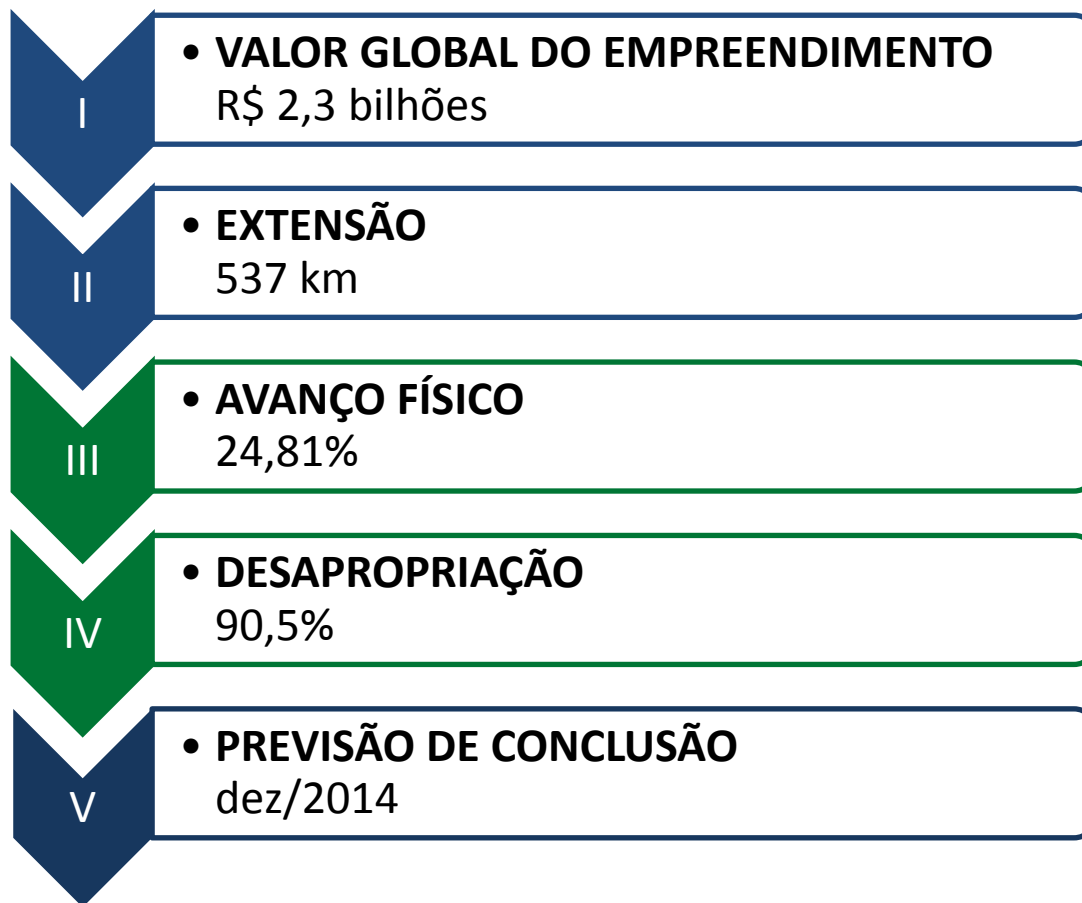 I
• VALOR GLOBAL DO EMPREENDIMENTO
R$ 2,3 bilhões
II
• EXTENSÃO
537 km
III
• AVANÇO FÍSICO
24,81%
IV
• DESAPROPRIAÇÃO
90,5%
V
• PREVISÃO DE CONCLUSÃO
dez/2014